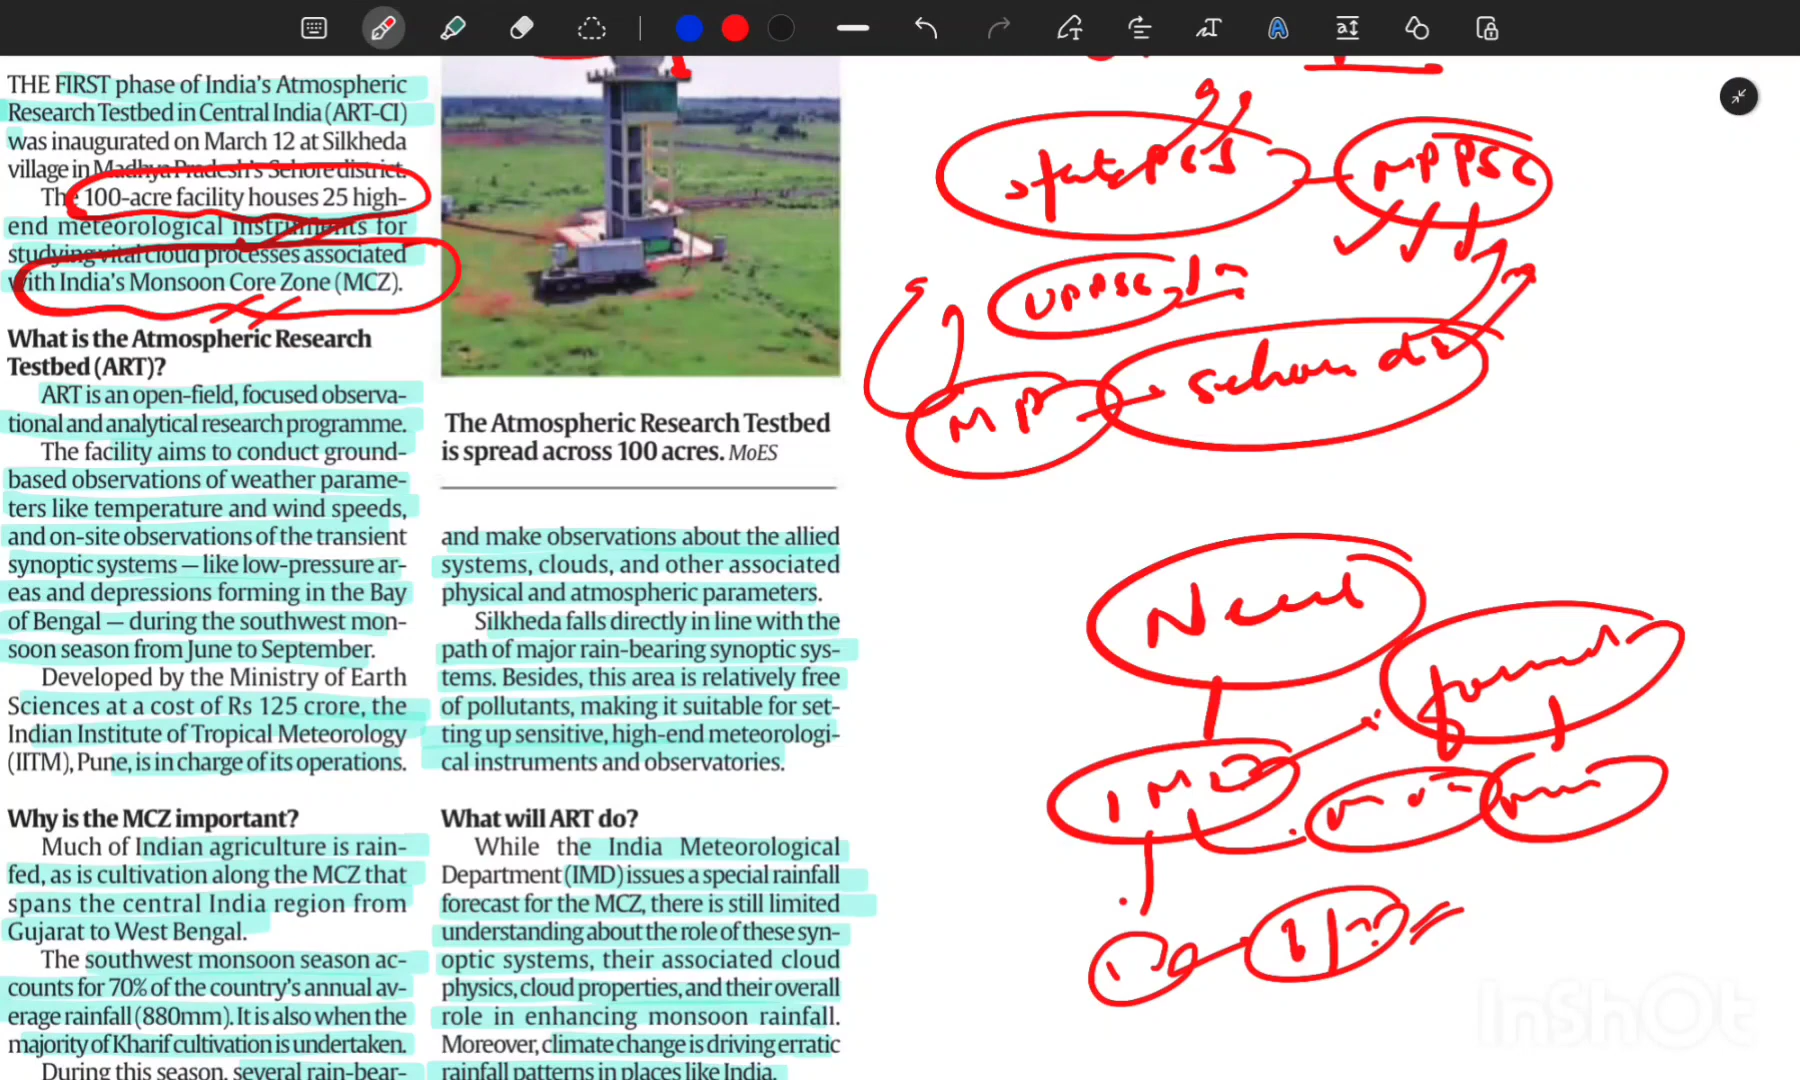 THE FIRST phase of India's Atmospheric
Research Testbed in Central India (ART-CI)
was inaugurated on March 12 at Silkheda
village in Madhya Pradesh's Sehore district.
The 100-acre facility houses 25 high-
end meteorological instruments for
studying vital cloud processes associated
with India's Monsoon Core Zone (MCZ).
What is the Atmospheric Research
Testbed (ART)?
ART is an open-field, focused observa-
tional and analytical research programme.
The facility aims to conduct ground-
based observations of weather parame-
ters like temperature and wind speeds,
and on-site observations of the transient
synoptic systems — like low-pressure ar-
eas and depressions forming in the Bay
of Bengal — during the southwest mon-
soon season from June to September.
Developed by the Ministry of Earth
Sciences at a cost of Rs 125 crore, the
Indian Institute of Tropical Meteorology
(IITM), Pune, is in charge of its operations.
Why is the MCZ important?
Much of Indian agriculture is rain-
fed, as is cultivation along the MCZ that
spans the central India region from
Gujarat to West Bengal.
The southwest monsoon season ac-
counts for 70% of the country's annual av-
erage rainfall (880mm). It is also when the
majority of Kharif cultivation is undertaken.
During this season, several rain-bear-
The Atmospheric Research Testbed
is spread across 100 acres. MoES
and make observations about the allied
systems, clouds, and other associated
physical and atmospheric parameters.
Silkheda falls directly in line with the
path of major rain-bearing synoptic sys-
tems. Besides, this area is relatively free
of pollutants, making it suitable for set-
ting up sensitive, high-end meteorologi-
cal instruments and observatories.
What will ART do?
While the India Meteorological
Department (IMD) issues a special rainfall
forecast for the MCZ, there is still limited
understanding about the role of these syn-
optic systems, their associated cloud
physics, cloud properties, and their overall
role in enhancing monsoon rainfall.
Moreover, climate change is driving erratic
rainfall patterns in places like India.
State PCS
MPPSC
UPPSC
MP
IMD
InShOt